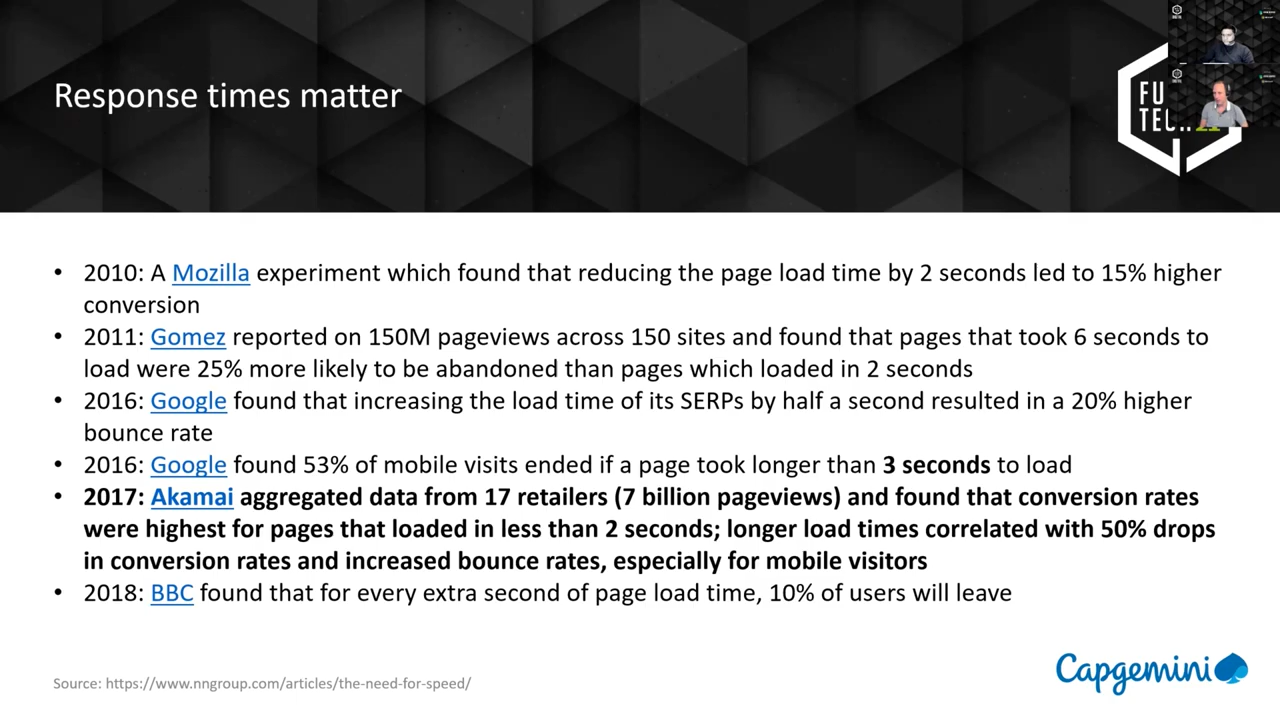 Response times matter
FU
TECH
• 2010: A Mozilla experiment which found that reducing the page load time by 2 seconds led to 15% higher
conversion
• 2011: Gomez reported on 150M pageviews across 150 sites and found that pages that took 6 seconds to
load were 25% more likely to be abandoned than pages which loaded in 2 seconds
• 2016: Google found that increasing the load time of its SERPs by half a second resulted in a 20% higher
bounce rate
• 2016: Google found 53% of mobile visits ended if a page took longer than 3 seconds to load
• 2017: Akamai aggregated data from 17 retailers (7 billion pageviews) and found that conversion rates
were highest for pages that loaded in less than 2 seconds; longer load times correlated with 50% drops
in conversion rates and increased bounce rates, especially for mobile visitors
• 2018: BBC found that for every extra second of page load time, 10% of users will leave
Capgemini
Source: https://www.nngroup.com/articles/the-need-for-speed/